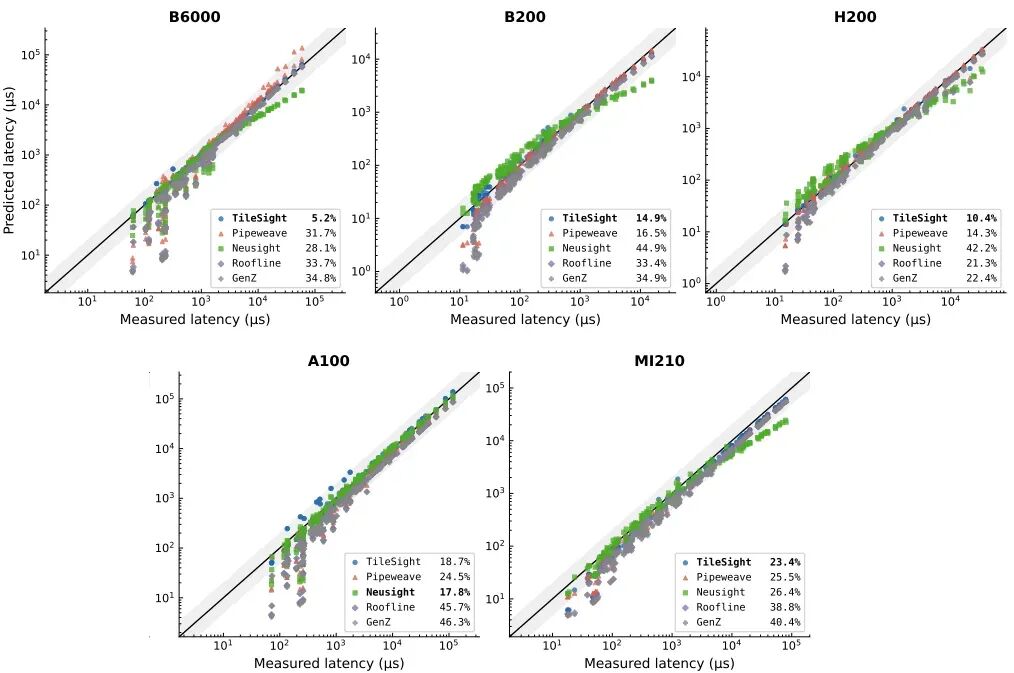 B6000
B200
H200
Predicted latency (µs)
10⁵
10⁴
10³
10²
10¹
TileSight 5.2%
Pipeweave 31.7%
Neusight 28.1%
Roofline 33.7%
GenZ 34.8%
10¹ 10² 10³ 10⁴ 10⁵
Measured latency (µs)
10⁴
10³
10²
10¹
10⁰
TileSight 14.9%
Pipeweave 16.5%
Neusight 44.9%
Roofline 33.4%
GenZ 34.9%
10⁰ 10¹ 10² 10³ 10⁴
Measured latency (µs)
10⁴
10³
10²
10¹
10⁰
TileSight 10.4%
Pipeweave 14.3%
Neusight 42.2%
Roofline 21.3%
GenZ 22.4%
10⁰ 10¹ 10² 10³ 10⁴
Measured latency (µs)
A100
MI210
10⁵
10⁴
10³
10²
10¹
TileSight 18.7%
Pipeweave 24.5%
Neusight 17.8%
Roofline 45.7%
GenZ 46.3%
10¹ 10² 10³ 10⁴ 10⁵
Measured latency (µs)
10⁵
10⁴
10³
10²
10¹
TileSight 23.4%
Pipeweave 25.5%
Neusight 26.4%
Roofline 38.8%
GenZ 40.4%
10¹ 10² 10³ 10⁴ 10⁵
Measured latency (µs)